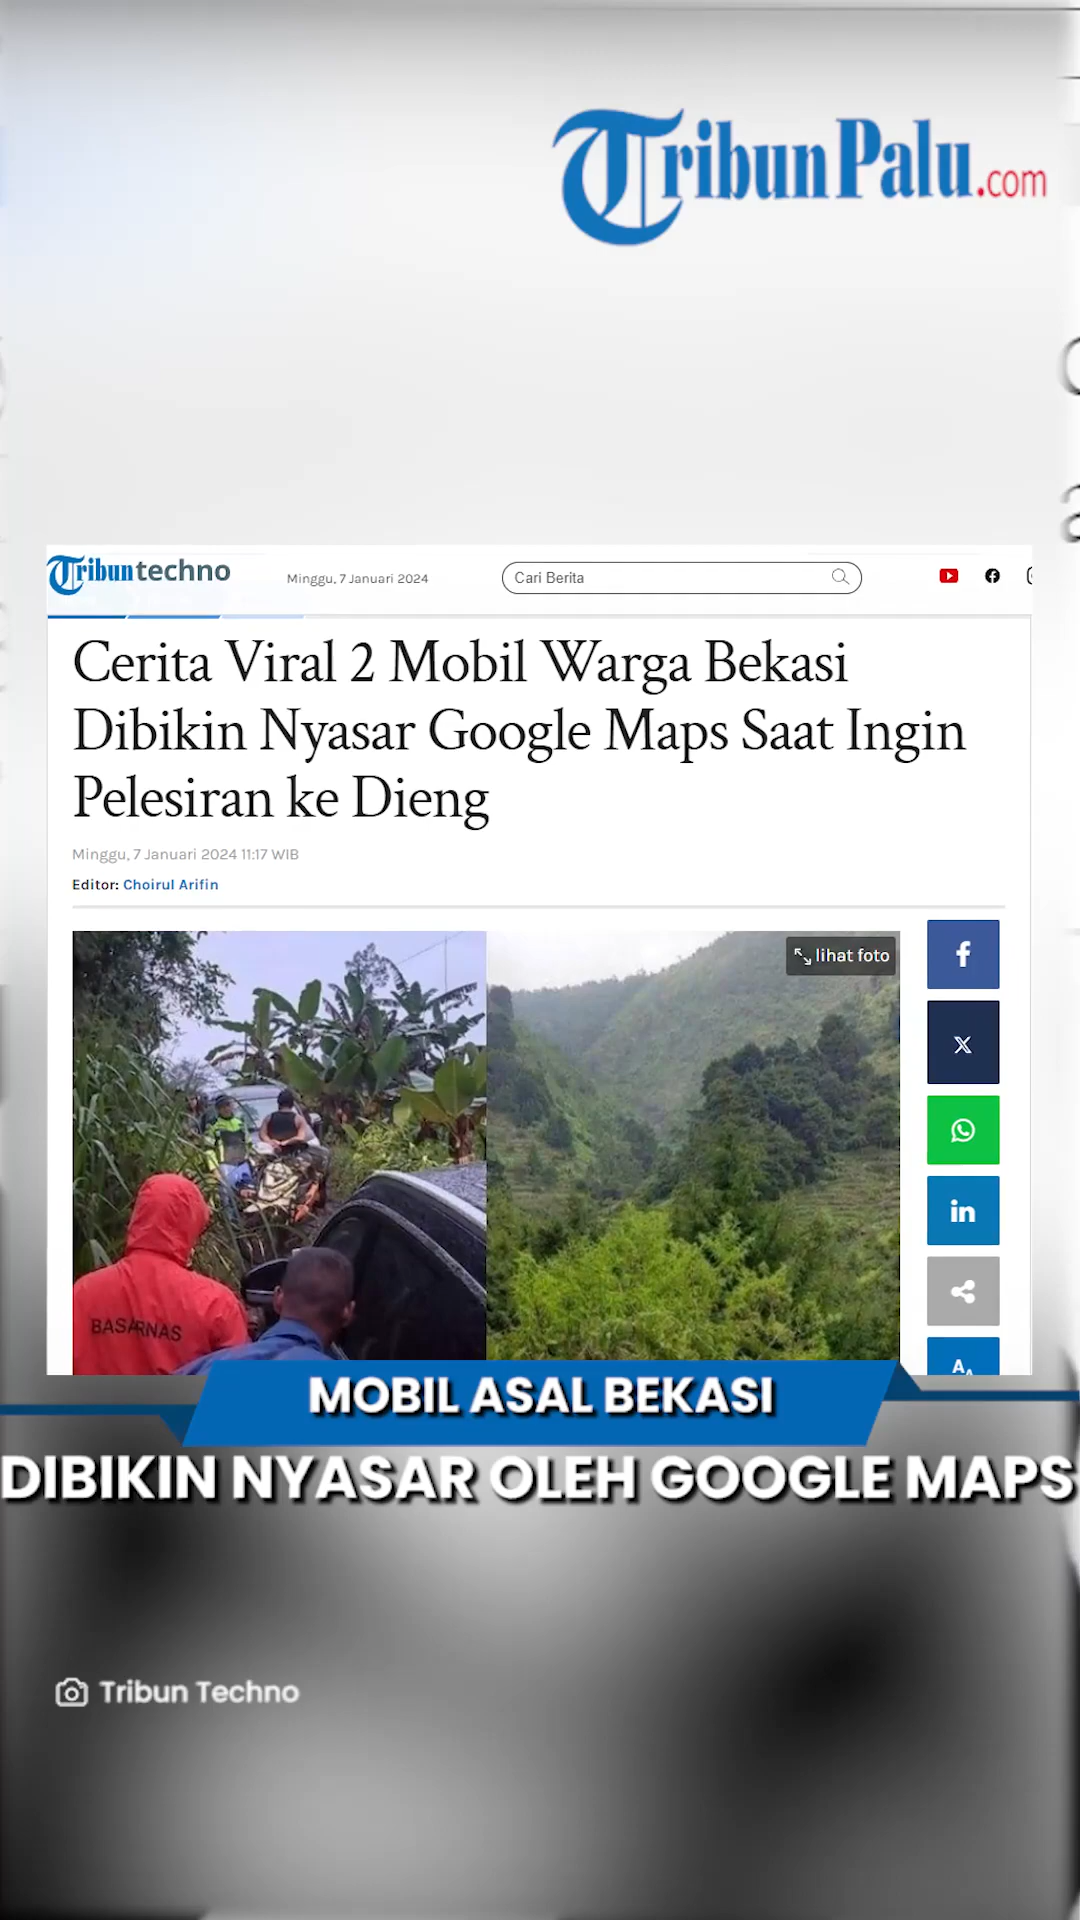 TribunPalu.com
Tribuntechno
Minggu, 7 Januari 2024
Cari Berita
Cerita Viral 2 Mobil Warga Bekasi
Dibikin Nyasar Google Maps Saat Ingin
Pelesiran ke Dieng
Minggu, 7 Januari 2024 11:17 WIB
Editor: Choirul Arifin
lihat foto
BASARNAS
MOBIL ASAL BEKASI
DIBIKIN NYASAR OLEH GOOGLE MAPS
Tribun Techno